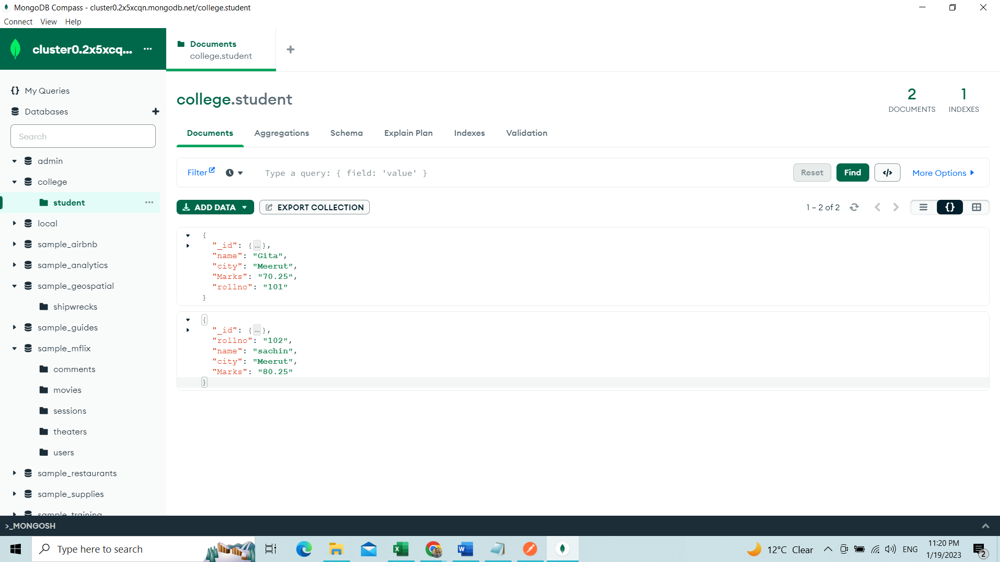 MongoDB Compass - cluster0.2x5xcqn.mongodb.net/college.student
Connect View Help
cluster0.2x5xcq... ...
Documents
college.student
+
{} My Queries
Databases +
Search
admin
college
student ...
local
sample_airbnb
sample_analytics
sample_geospatial
shipwrecks
sample_guides
sample_mflix
comments
movies
sessions
theaters
users
sample_restaurants
sample_supplies
sample_training
college.student
2
DOCUMENTS
1
INDEXES
Documents Aggregations Schema Explain Plan Indexes Validation
Filter Type a query: { field: 'value' } Reset Find </> More Options
ADD DATA EXPORT COLLECTION 1 – 2 of 2 {}
{
"_id": {...},
"name": "Gita",
"city": "Meerut",
"Marks": "70.25",
"rollno": "101"
}
{
"_id": {...},
"rollno": "102",
"name": "sachin",
"city": "Meerut",
"Marks": "80.25"
}
>_MONGOSH
Type here to search
12°C Clear ENG
11:20 PM
1/19/2023
2